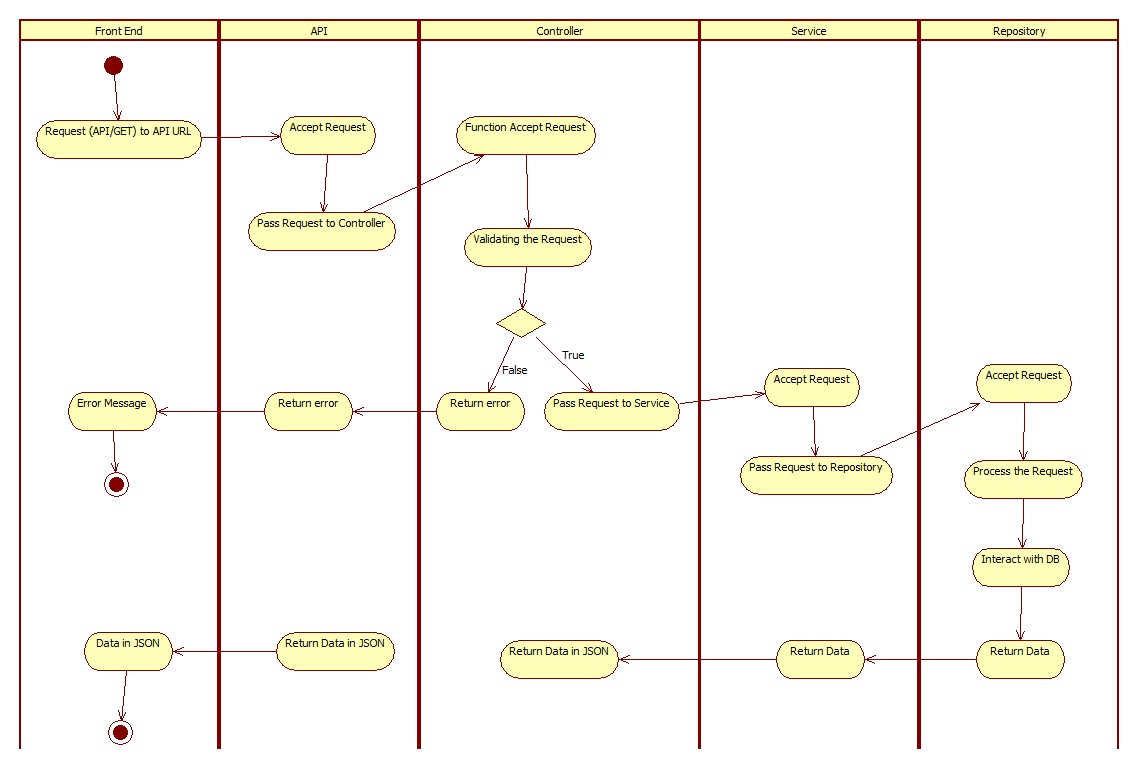 Front End
API
Controller
Service
Repository
Request (API/GET) to API URL
Accept Request
Function Accept Request
Pass Request to Controller
Validating the Request
True
False
Error Message
Return error
Return error
Pass Request to Service
Accept Request
Accept Request
Pass Request to Repository
Process the Request
Interact with DB
Data in JSON
Return Data in JSON
Return Data in JSON
Return Data
Return Data